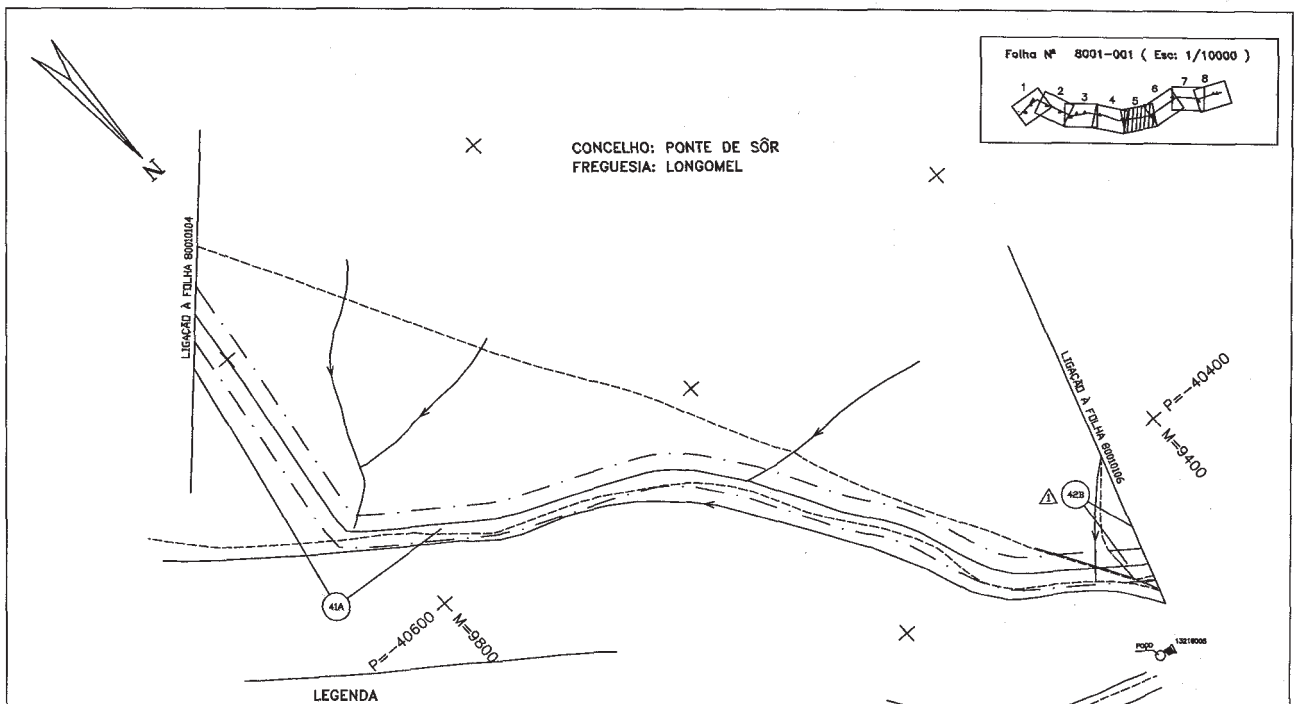 Folha Nº 8001-001 ( Esc: 1/10000 )
1 2 3 4 5 6 7 8
CONCELHO: PONTE DE SÔR
FREGUESIA: LONGOMEL
N
LIGAÇÃO À FOLHA 80010104
LIGAÇÃO À FOLHA 80010106
P=-40400
M=9400
1
42B
41A
P=-40600
M=9800
POÇO
13218005
LEGENDA